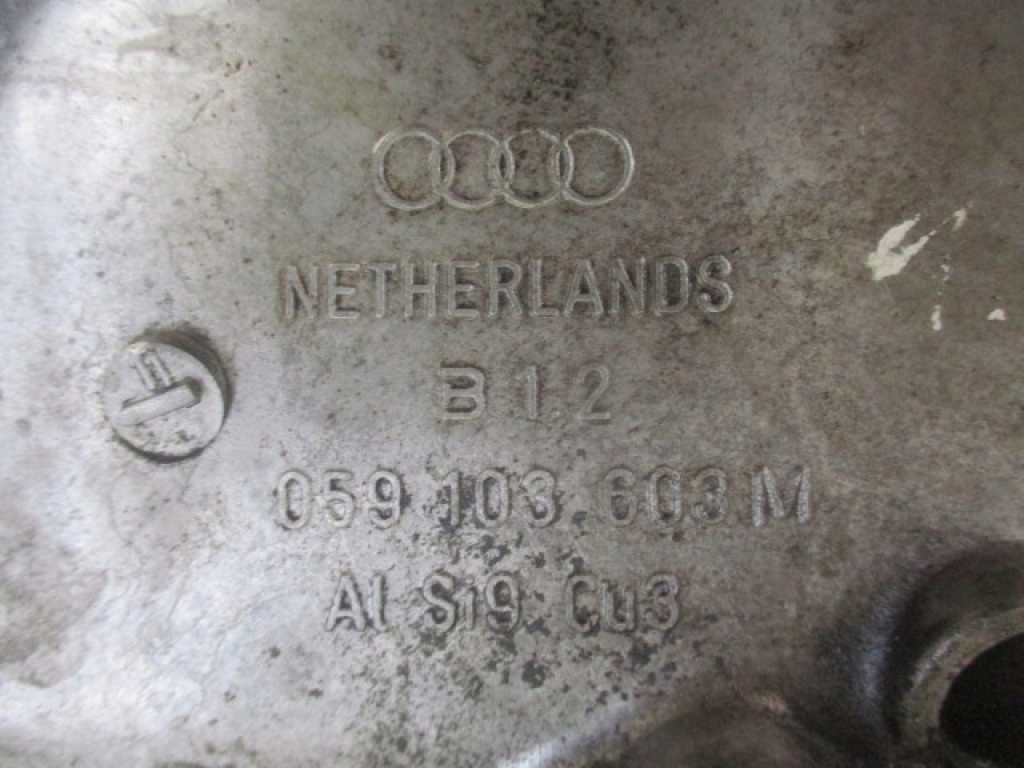 NETHERLANDS
B 1.2
059 103 603 M
Al Si9 Cu3